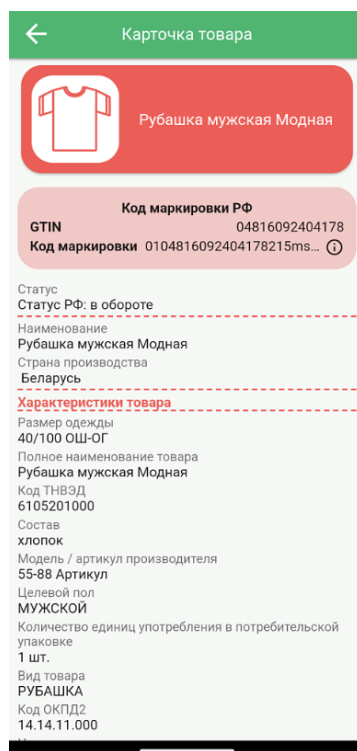 Карточка товара
Рубашка мужская Модная
Код маркировки РФ
GTIN 04816092404178
Код маркировки 0104816092404178215ms...
Статус
Статус РФ: в обороте
Наименование
Рубашка мужская Модная
Страна производства
Беларусь
Характеристики товара
Размер одежды
40/100 ОШ-ОГ
Полное наименование товара
Рубашка мужская Модная
Код ТНВЭД
6105201000
Состав
хлопок
Модель / артикул производителя
55-88 Артикул
Целевой пол
МУЖСКОЙ
Количество единиц употребления в потребительской
упаковке
1 шт.
Вид товара
РУБАШКА
Код ОКПД2
14.14.11.000